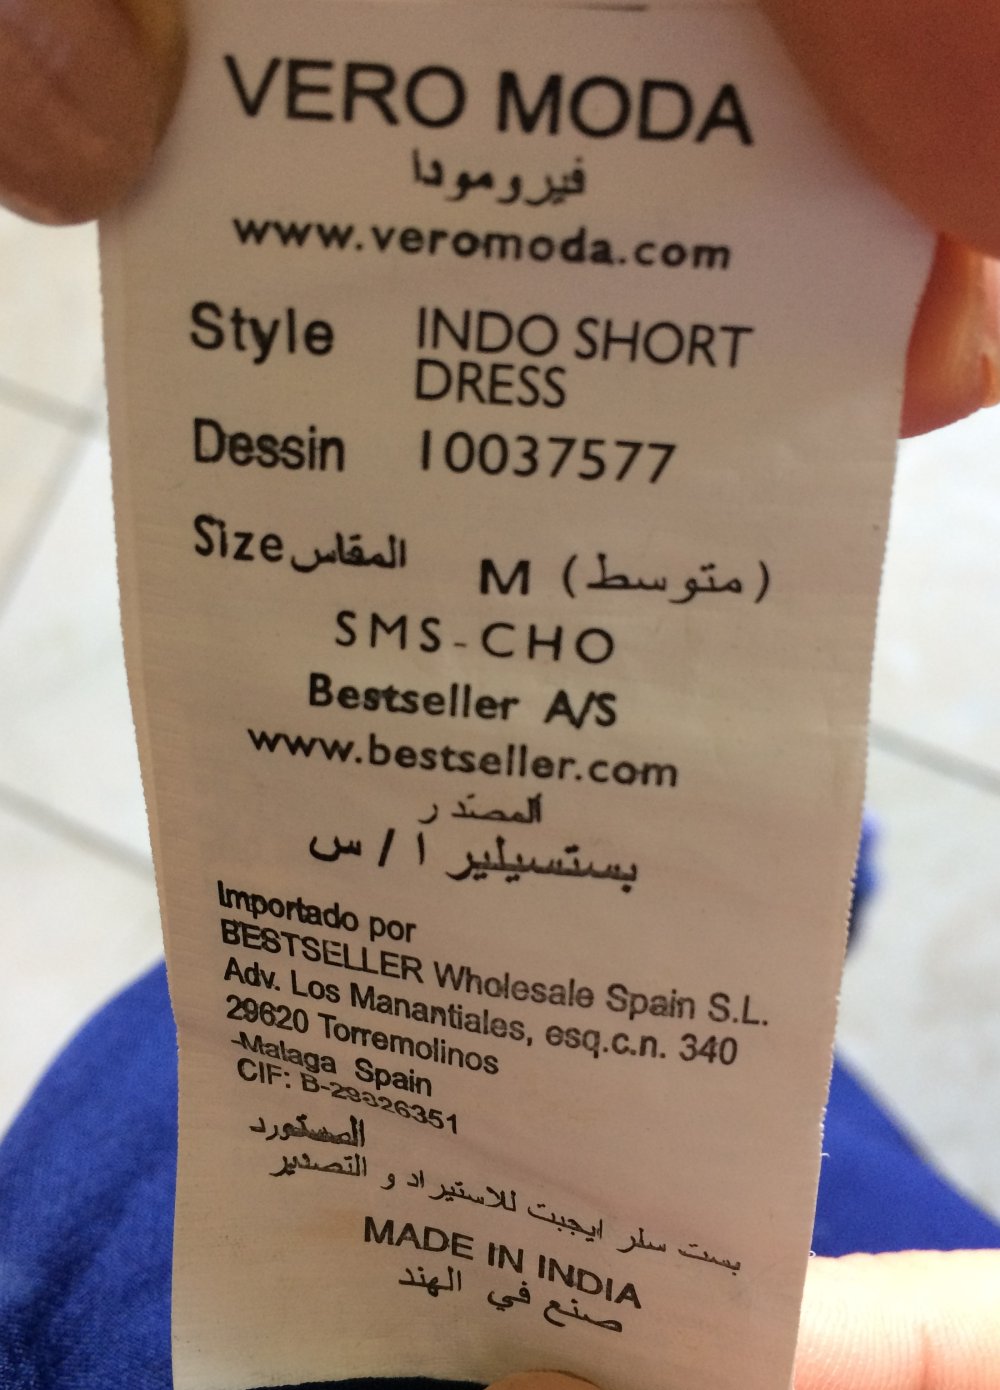 VERO MODA
فيرومودا
www.veromoda.com
Style INDO SHORT
DRESS
Dessin 10037577
Size المقاس M (متوسط)
SMS-CHO
Bestseller A/S
www.bestseller.com
المصتدر
بستسيلير ا / س
Importado por
BESTSELLER Wholesale Spain S.L.
Adv. Los Manantiales, esq.c.n. 340
29620 Torremolinos
-Malaga Spain
CIF:
المستورد
بست سلر ايجبت للاستيراد و التصدير
MADE IN INDIA
صنع في الهند